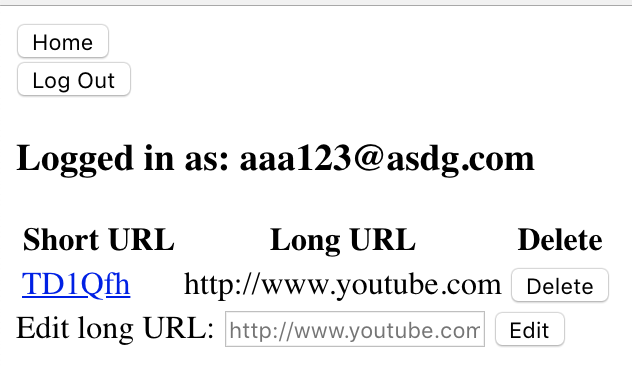 Home
Log Out
Logged in as: aaa123@asdg.com
Short URL Long URL Delete
TD1Qfh http://www.youtube.com Delete
Edit long URL: http://www.youtube.com Edit